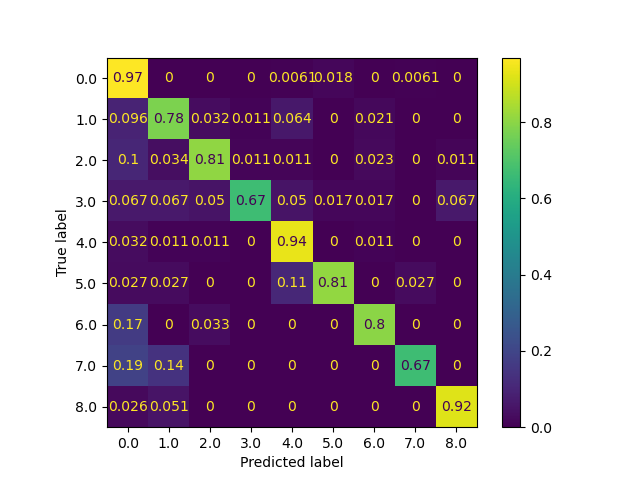 0.0 0.97 0 0 0 0.0061 0.018 0 0.0061 0
1.0 0.096 0.78 0.032 0.011 0.064 0 0.021 0 0
2.0 0.1 0.034 0.81 0.011 0.011 0 0.023 0 0.011
3.0 0.067 0.067 0.05 0.67 0.05 0.017 0.017 0 0.067
4.0 0.032 0.011 0.011 0 0.94 0 0.011 0 0
5.0 0.027 0.027 0 0 0.11 0.81 0 0.027 0
6.0 0.17 0 0.033 0 0 0 0.8 0 0
7.0 0.19 0.14 0 0 0 0 0 0.67 0
8.0 0.026 0.051 0 0 0 0 0 0 0.92
0.0 1.0 2.0 3.0 4.0 5.0 6.0 7.0 8.0
Predicted label
True label
0.8
0.6
0.4
0.2
0.0